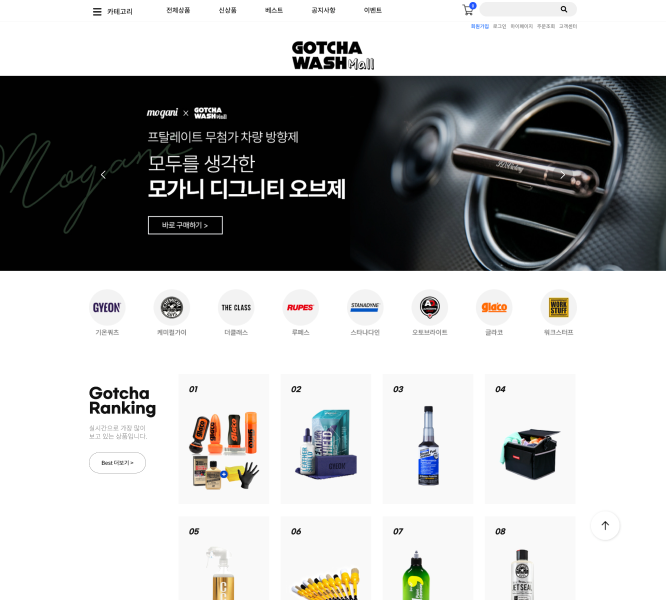 카테고리
전체상품
신상품
베스트
공지사항
이벤트
회원가입 로그인 마이페이지 주문조회 고객센터
GOTCHA
WASH Mall
mogani × GOTCHA WASH Mall
Mogani
프탈레이트 무첨가 차량 방향제
모두를 생각한
모가니 디그니티 오브제
바로 구매하기 >
GYEON
THE CLASS
RUPES
STANADYNE
glaco
WORK STUFF
기온쿼츠
케미컬가이
더클래스
루페스
스타나다인
오토브라이트
글라코
워크스터프
Gotcha
Ranking
실시간으로 가장 많이
보고 있는 상품입니다.
Best 더보기 >
01
02
03
04
05
06
07
08
JET SEAL